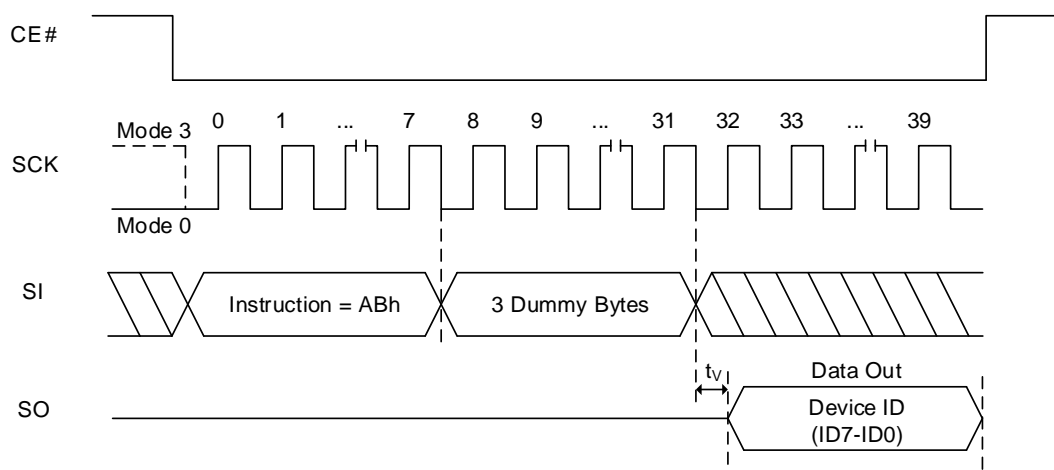 CE#
0 1 ... 7 8 9 ... 31 32 33 ... 39
Mode 3
SCK
Mode 0
SI
Instruction = ABh
3 Dummy Bytes
tV
Data Out
SO
Device ID
(ID7-ID0)